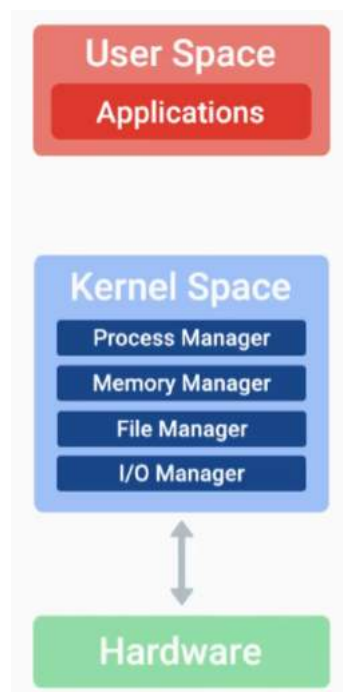 User Space
Applications
Kernel Space
Process Manager
Memory Manager
File Manager
I/O Manager
Hardware